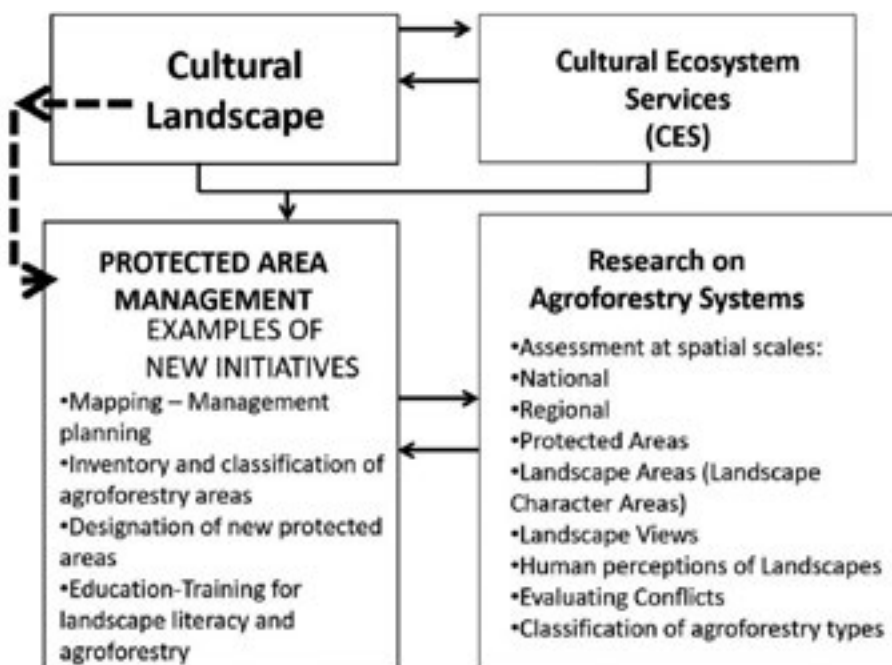 Cultural
Landscape
Cultural Ecosystem
Services
(CES)
PROTECTED AREA
MANAGEMENT
EXAMPLES OF
NEW INITIATIVES
•Mapping – Management
planning
•Inventory and classification of
agroforestry areas
•Designation of new protected
areas
•Education-Training for
landscape literacy and
agroforestry
Research on
Agroforestry Systems
•Assessment at spatial scales:
•National
•Regional
•Protected Areas
•Landscape Areas (Landscape
Character Areas)
•Landscape Views
•Human perceptions of Landscapes
•Evaluating Conflicts
•Classification of agroforestry types